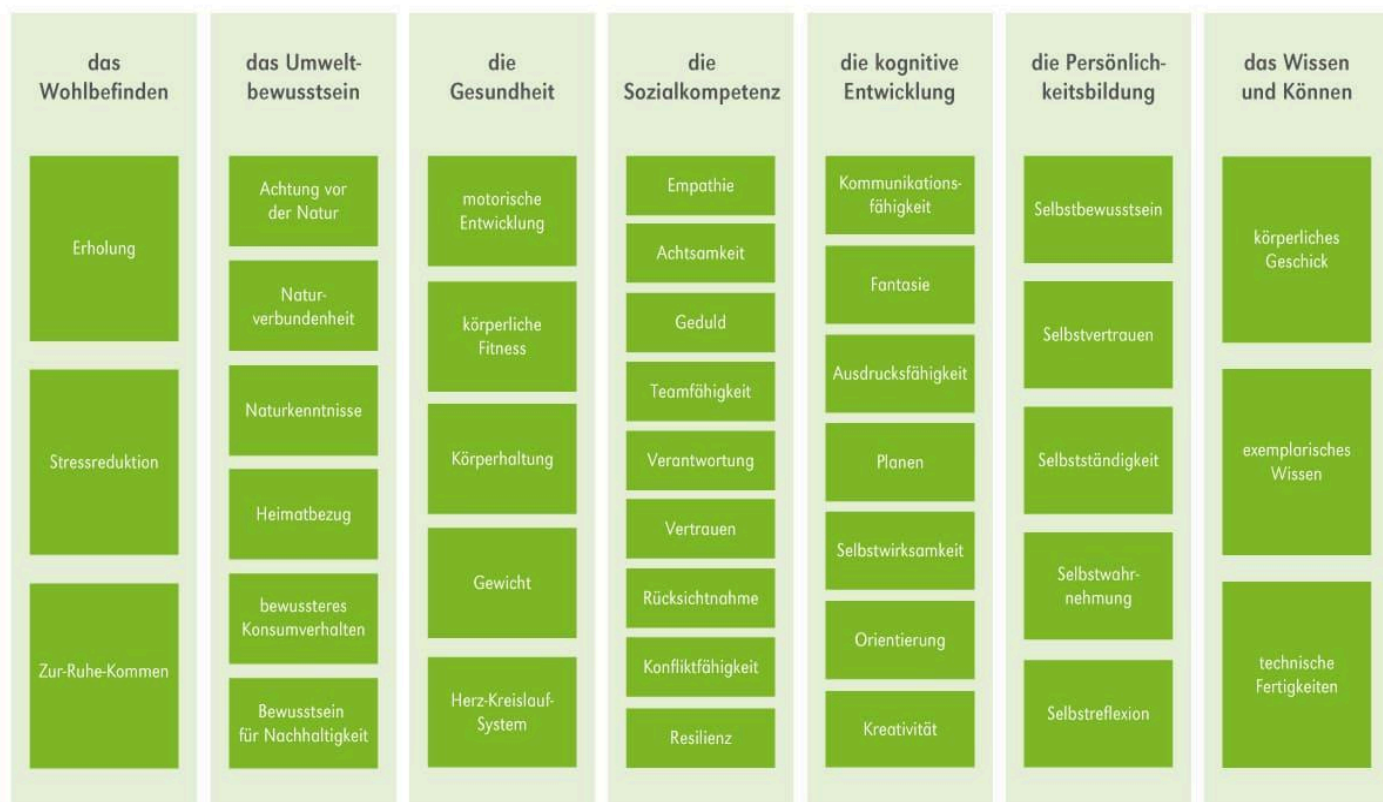 das
Wohlbefinden
Erholung
Stressreduktion
Zur-Ruhe-Kommen
das Umwelt-
bewusstsein
Achtung vor
der Natur
Natur-
verbundenheit
Naturkenntnisse
Heimatbezug
bewussteres
Konsumverhalten
Bewusstsein
für Nachhaltigkeit
die
Gesundheit
motorische
Entwicklung
körperliche
Fitness
Körperhaltung
Gewicht
Herz-Kreislauf-
System
die
Sozialkompetenz
Empathie
Achtsamkeit
Geduld
Teamfähigkeit
Verantwortung
Vertrauen
Rücksichtnahme
Konfliktfähigkeit
Resilienz
die kognitive
Entwicklung
Kommunikations-
fähigkeit
Fantasie
Ausdrucksfähigkeit
Planen
Selbstwirksamkeit
Orientierung
Kreativität
die Persönlich-
keitsbildung
Selbstbewusstsein
Selbstvertrauen
Selbstständigkeit
Selbstwahr-
nehmung
Selbstreflexion
das Wissen
und Können
körperliches
Geschick
exemplarisches
Wissen
technische
Fertigkeiten